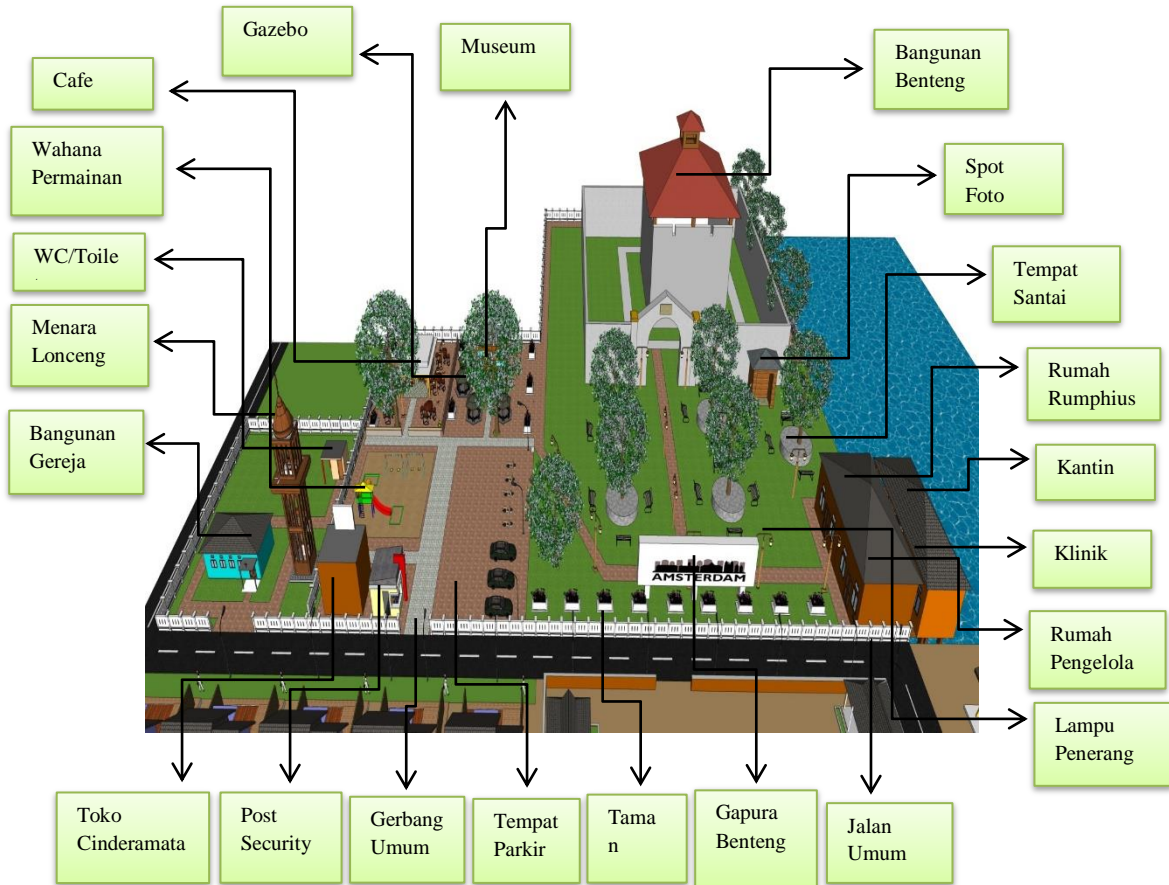 Gazebo
Museum
Cafe
Bangunan
Benteng
Wahana
Permainan
Spot
Foto
WC/Toile
Tempat
Santai
Menara
Lonceng
Rumah
Rumphius
Bangunan
Gereja
Kantin
Klinik
AMSTERDAM
Rumah
Pengelola
Lampu
Penerang
Toko
Cinderamata
Post
Security
Gerbang
Umum
Tempat
Parkir
Tama
n
Gapura
Benteng
Jalan
Umum